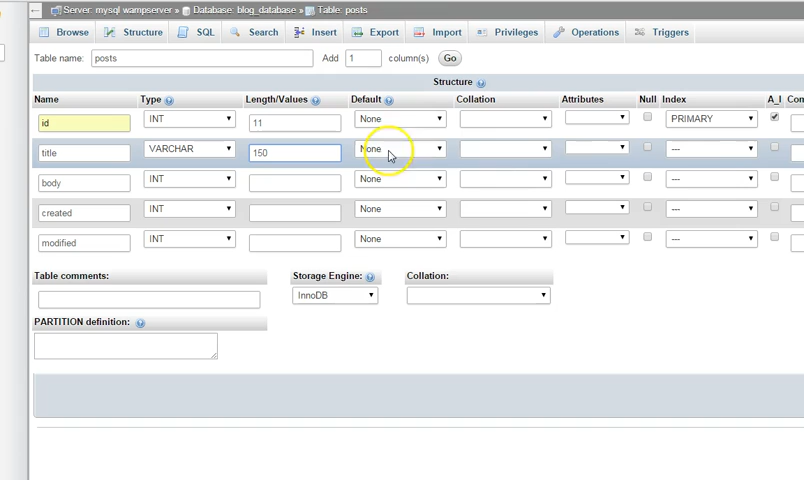 Server: mysql wampserver » Database: blog_database » Table: posts
Browse Structure SQL Search Insert Export Import Privileges Operations Triggers
Table name: posts Add 1 column(s) Go
Structure
Name Type Length/Values Default Collation Attributes Null Index A_I Com
id INT 11 None PRIMARY
title VARCHAR 150 None ---
body INT None ---
created INT None ---
modified INT None ---
Table comments: Storage Engine: Collation:
InnoDB
PARTITION definition: